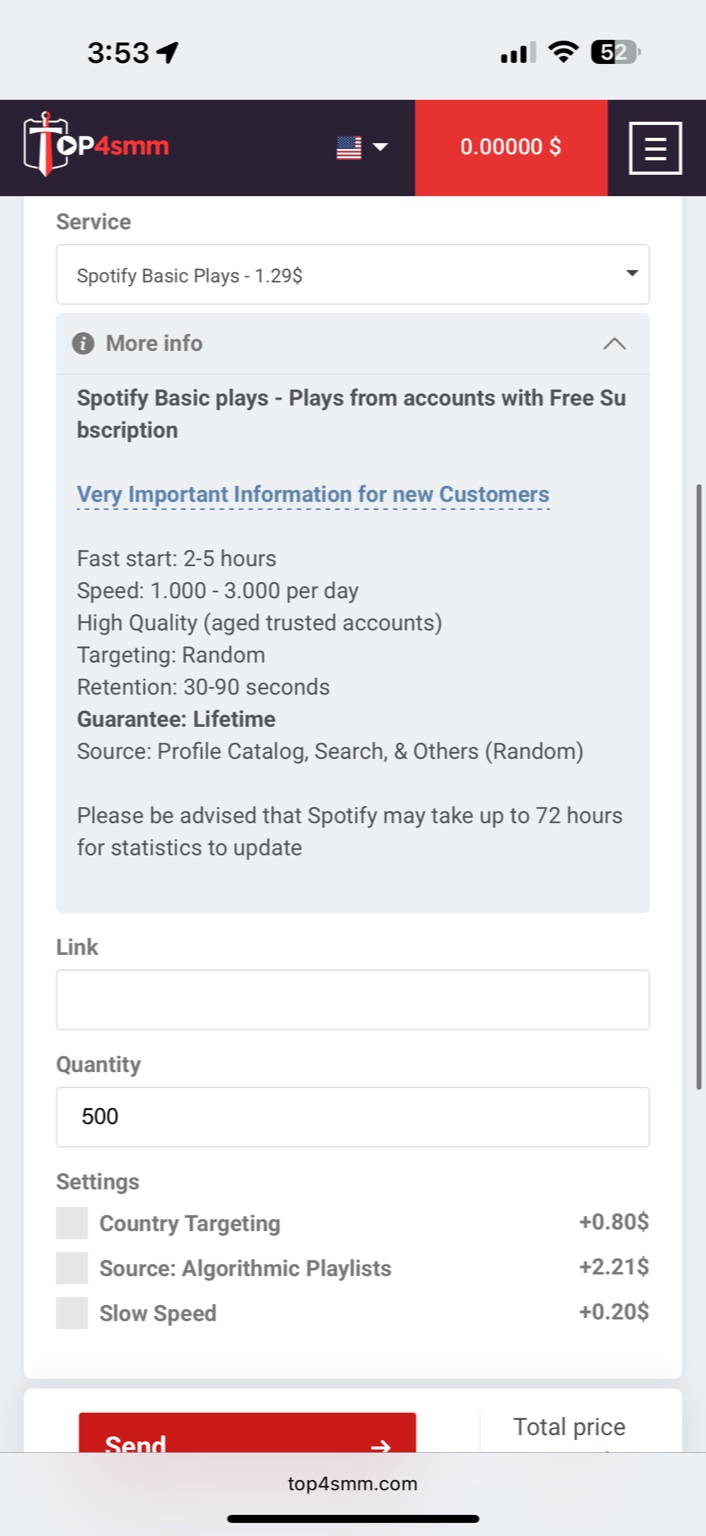 3:53
52
TOP4smm
0.00000 $
Service
Spotify Basic Plays - 1.29$
More info
Spotify Basic plays - Plays from accounts with Free Su
bscription
Very Important Information for new Customers
Fast start: 2-5 hours
Speed: 1.000 - 3.000 per day
High Quality (aged trusted accounts)
Targeting: Random
Retention: 30-90 seconds
Guarantee: Lifetime
Source: Profile Catalog, Search, & Others (Random)
Please be advised that Spotify may take up to 72 hours
for statistics to update
Link
Quantity
500
Settings
Country Targeting +0.80$
Source: Algorithmic Playlists +2.21$
Slow Speed +0.20$
Send Total price
top4smm.com